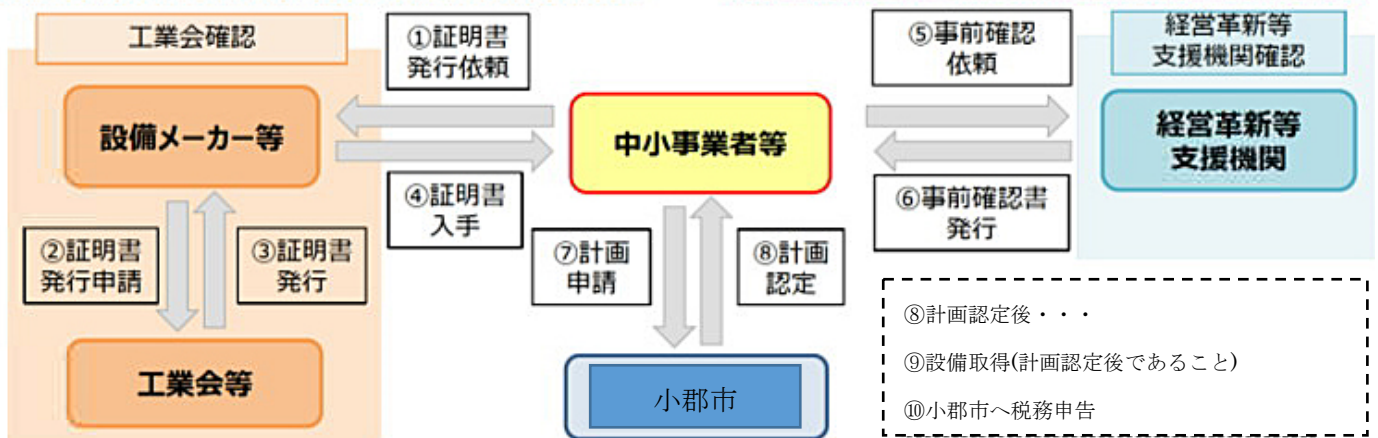 工業会確認
①証明書
発行依頼
⑤事前確認
依頼
経営革新等
支援機関確認
設備メーカー等
中小事業者等
経営革新等
支援機関
④証明書
入手
⑥事前確認書
発行
②証明書
発行申請
③証明書
発行
⑦計画
申請
⑧計画
認定
工業会等
小郡市
⑧計画認定後・・・
⑨設備取得(計画認定後であること)
⑩小郡市へ税務申告